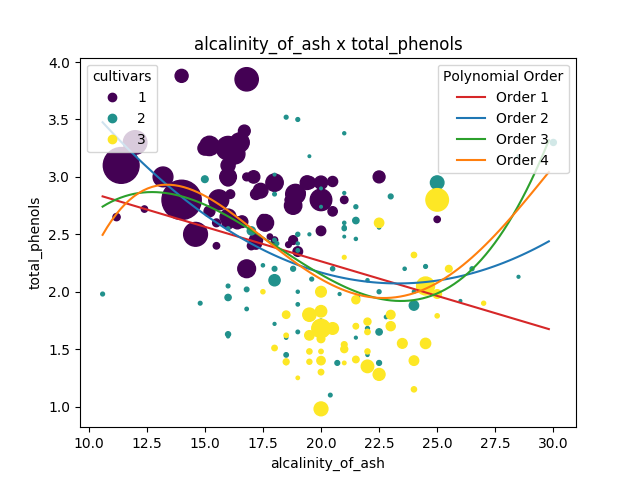 alcalinity_of_ash x total_phenols
cultivars
1
2
3
Polynomial Order
Order 1
Order 2
Order 3
Order 4
total_phenols
4.0
3.5
3.0
2.5
2.0
1.5
1.0
10.0 12.5 15.0 17.5 20.0 22.5 25.0 27.5 30.0
alcalinity_of_ash